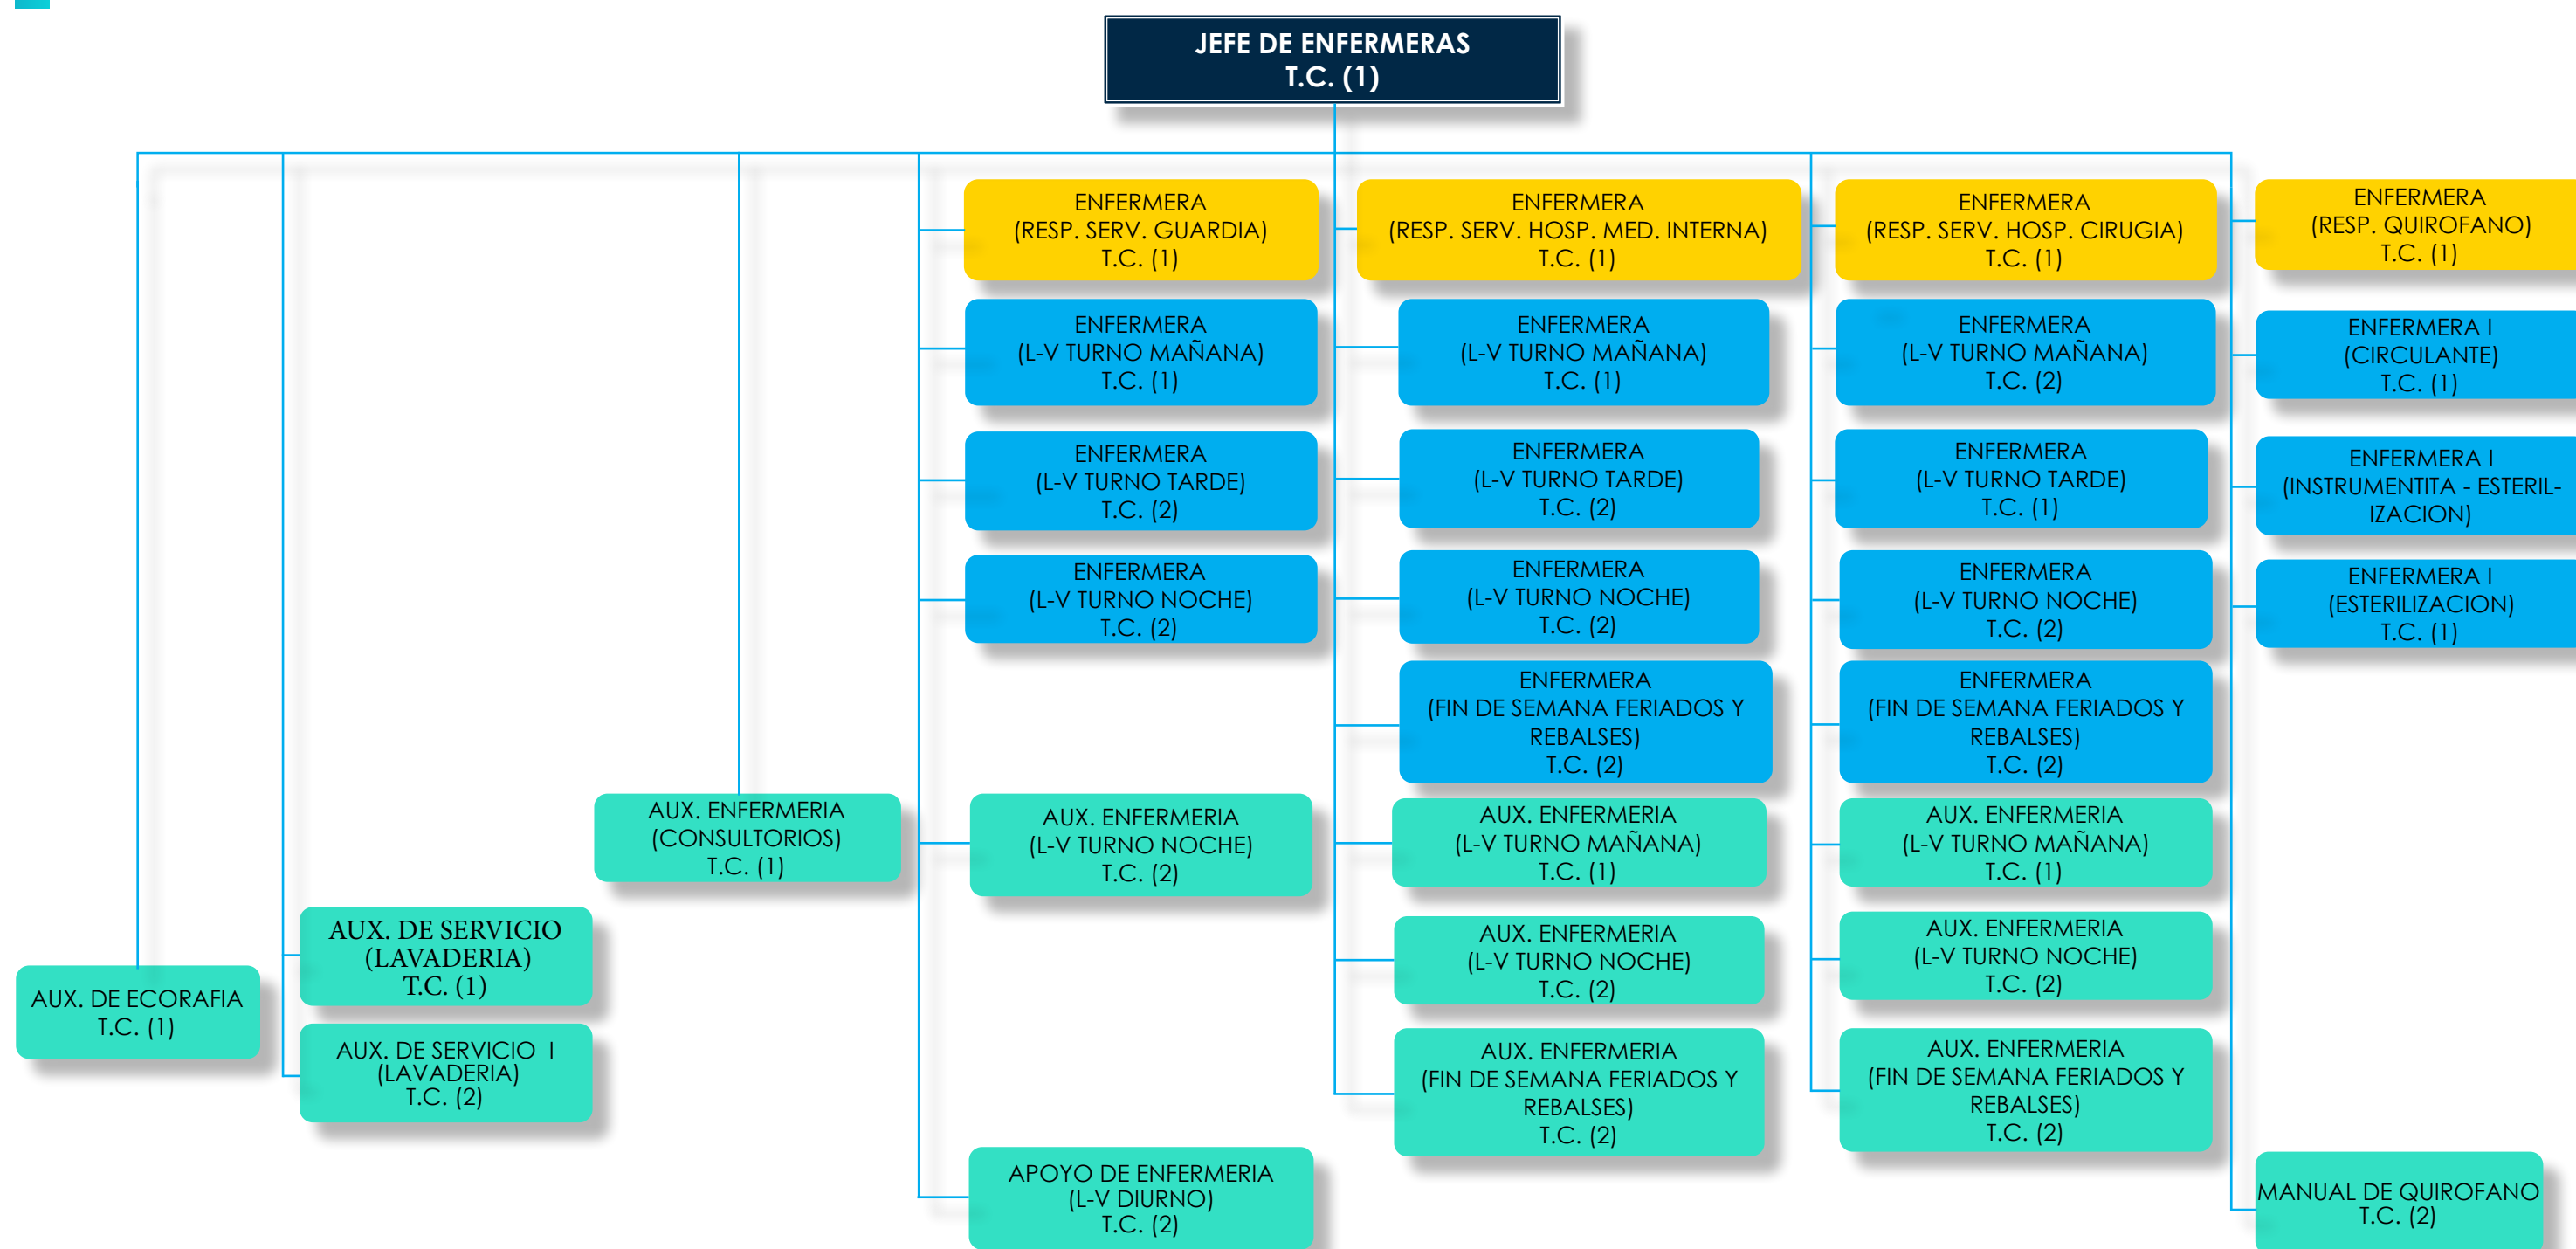 JEFE DE ENFERMERAS
T.C. (1)
ENFERMERA
(RESP. SERV. GUARDIA)
T.C. (1)
ENFERMERA
(RESP. SERV. HOSP. MED. INTERNA)
T.C. (1)
ENFERMERA
(RESP. SERV. HOSP. CIRUGIA)
T.C. (1)
ENFERMERA
(RESP. QUIROFANO)
T.C. (1)
ENFERMERA
(L-V TURNO MAÑANA)
T.C. (1)
ENFERMERA
(L-V TURNO MAÑANA)
T.C. (1)
ENFERMERA
(L-V TURNO MAÑANA)
T.C. (2)
ENFERMERA I
(CIRCULANTE)
T.C. (1)
ENFERMERA
(L-V TURNO TARDE)
T.C. (2)
ENFERMERA
(L-V TURNO TARDE)
T.C. (2)
ENFERMERA
(L-V TURNO TARDE)
T.C. (1)
ENFERMERA I
(INSTRUMENTITA - ESTERIL-
IZACION)
ENFERMERA
(L-V TURNO NOCHE)
T.C. (2)
ENFERMERA
(L-V TURNO NOCHE)
T.C. (2)
ENFERMERA
(L-V TURNO NOCHE)
T.C. (2)
ENFERMERA I
(ESTERILIZACION)
T.C. (1)
ENFERMERA
(FIN DE SEMANA FERIADOS Y
REBALSES)
T.C. (2)
ENFERMERA
(FIN DE SEMANA FERIADOS Y
REBALSES)
T.C. (2)
AUX. ENFERMERIA
(CONSULTORIOS)
T.C. (1)
AUX. ENFERMERIA
(L-V TURNO NOCHE)
T.C. (2)
AUX. ENFERMERIA
(L-V TURNO MAÑANA)
T.C. (1)
AUX. ENFERMERIA
(L-V TURNO MAÑANA)
T.C. (1)
AUX. DE SERVICIO
(LAVADERIA)
T.C. (1)
AUX. ENFERMERIA
(L-V TURNO NOCHE)
T.C. (2)
AUX. ENFERMERIA
(L-V TURNO NOCHE)
T.C. (2)
AUX. DE ECORAFIA
T.C. (1)
AUX. DE SERVICIO I
(LAVADERIA)
T.C. (2)
AUX. ENFERMERIA
(FIN DE SEMANA FERIADOS Y
REBALSES)
T.C. (2)
AUX. ENFERMERIA
(FIN DE SEMANA FERIADOS Y
REBALSES)
T.C. (2)
APOYO DE ENFERMERIA
(L-V DIURNO)
T.C. (2)
MANUAL DE QUIROFANO
T.C. (2)